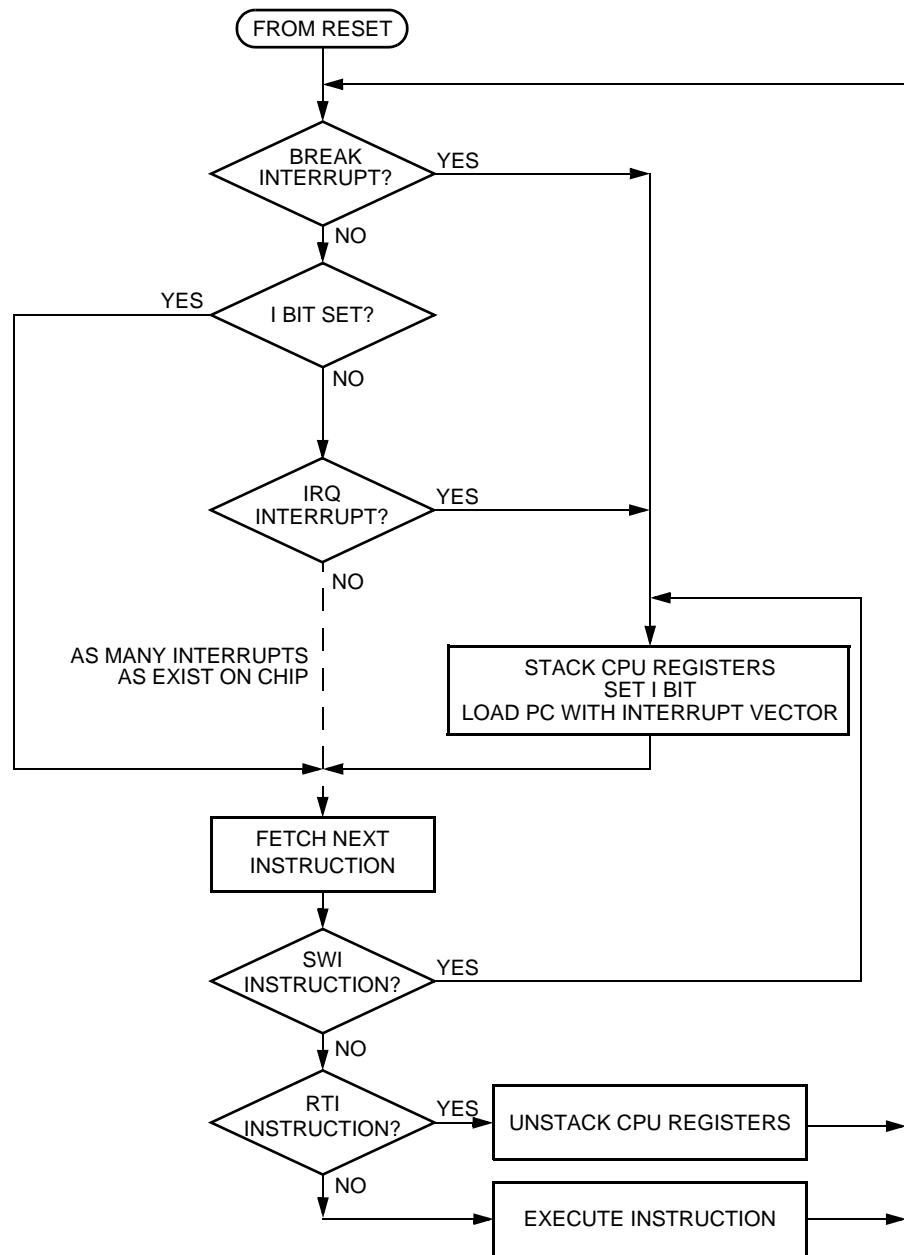 FROM RESET
BREAK
INTERRUPT?
YES
NO
YES
I BIT SET?
NO
IRQ
INTERRUPT?
YES
NO
AS MANY INTERRUPTS
AS EXIST ON CHIP
STACK CPU REGISTERS
SET I BIT
LOAD PC WITH INTERRUPT VECTOR
FETCH NEXT
INSTRUCTION
SWI
INSTRUCTION?
YES
NO
RTI
INSTRUCTION?
YES
UNSTACK CPU REGISTERS
NO
EXECUTE INSTRUCTION